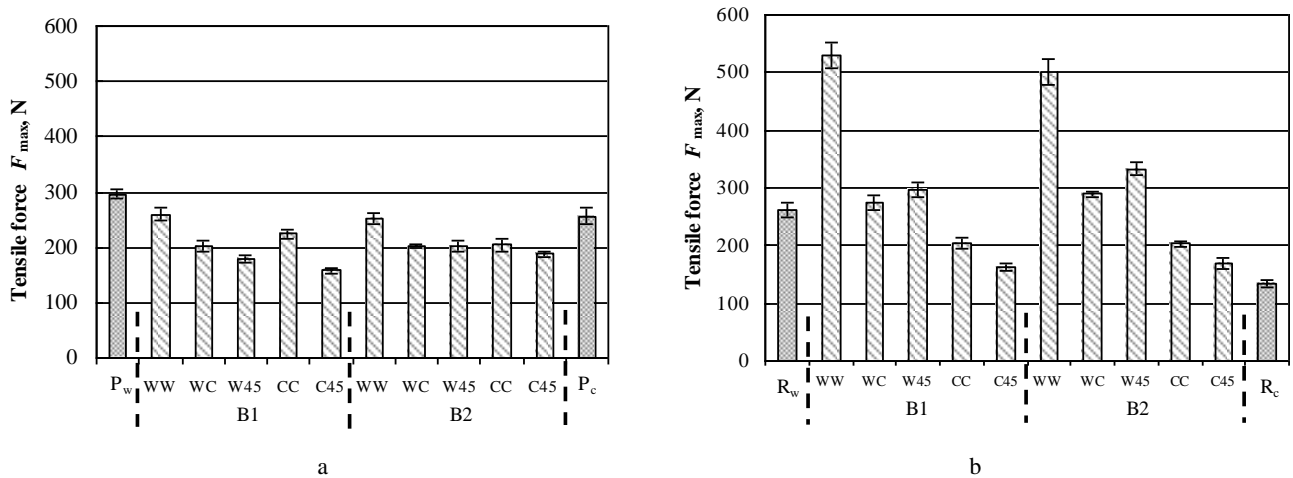 Tensile force F max, N
600
500
400
300
200
100
0
Pw WW WC W45 CC C45 WW WC W45 CC C45 Pc
B1 B2
a
Tensile force F max, N
600
500
400
300
200
100
0
Rw WW WC W45 CC C45 WW WC W45 CC C45 Rc
B1 B2
b